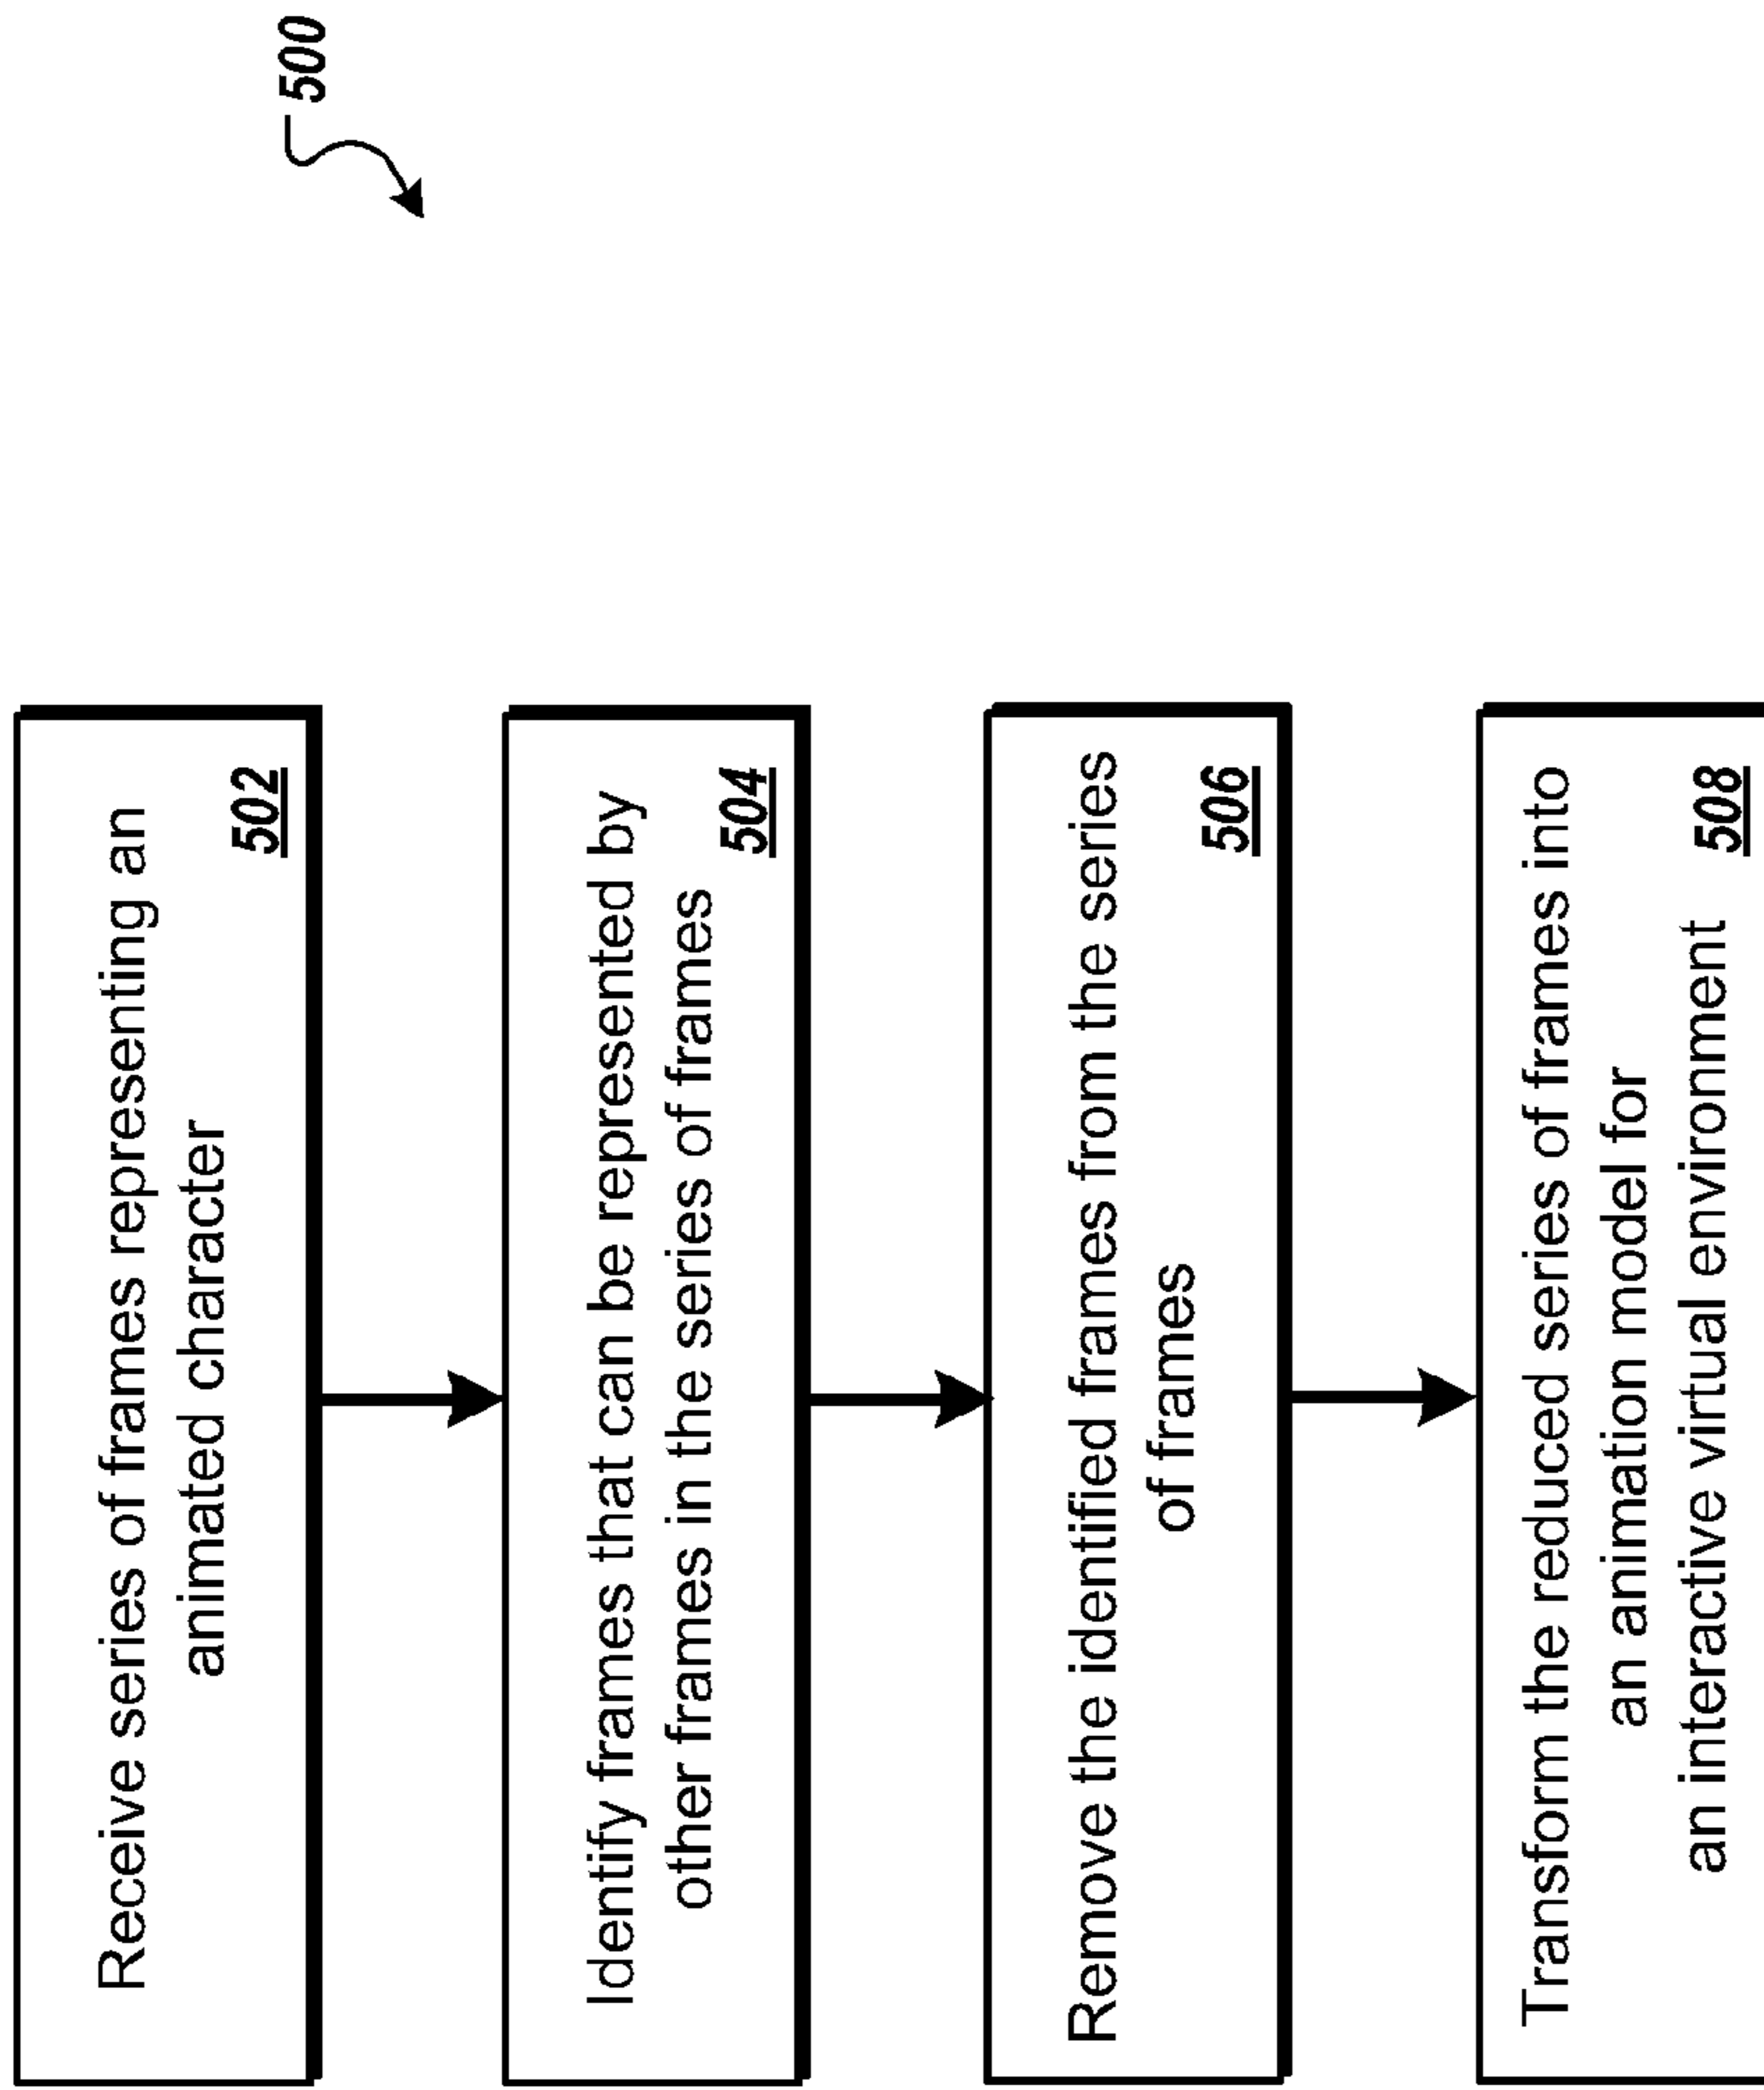 500
Receive series of frames representing an
animated character
502
Identify frames that can be represented by
other frames in the series of frames
504
Remove the identified frames from the series
of frames
506
Transform the reduced series of frames into
an animation model for
an interactive virtual environment
508